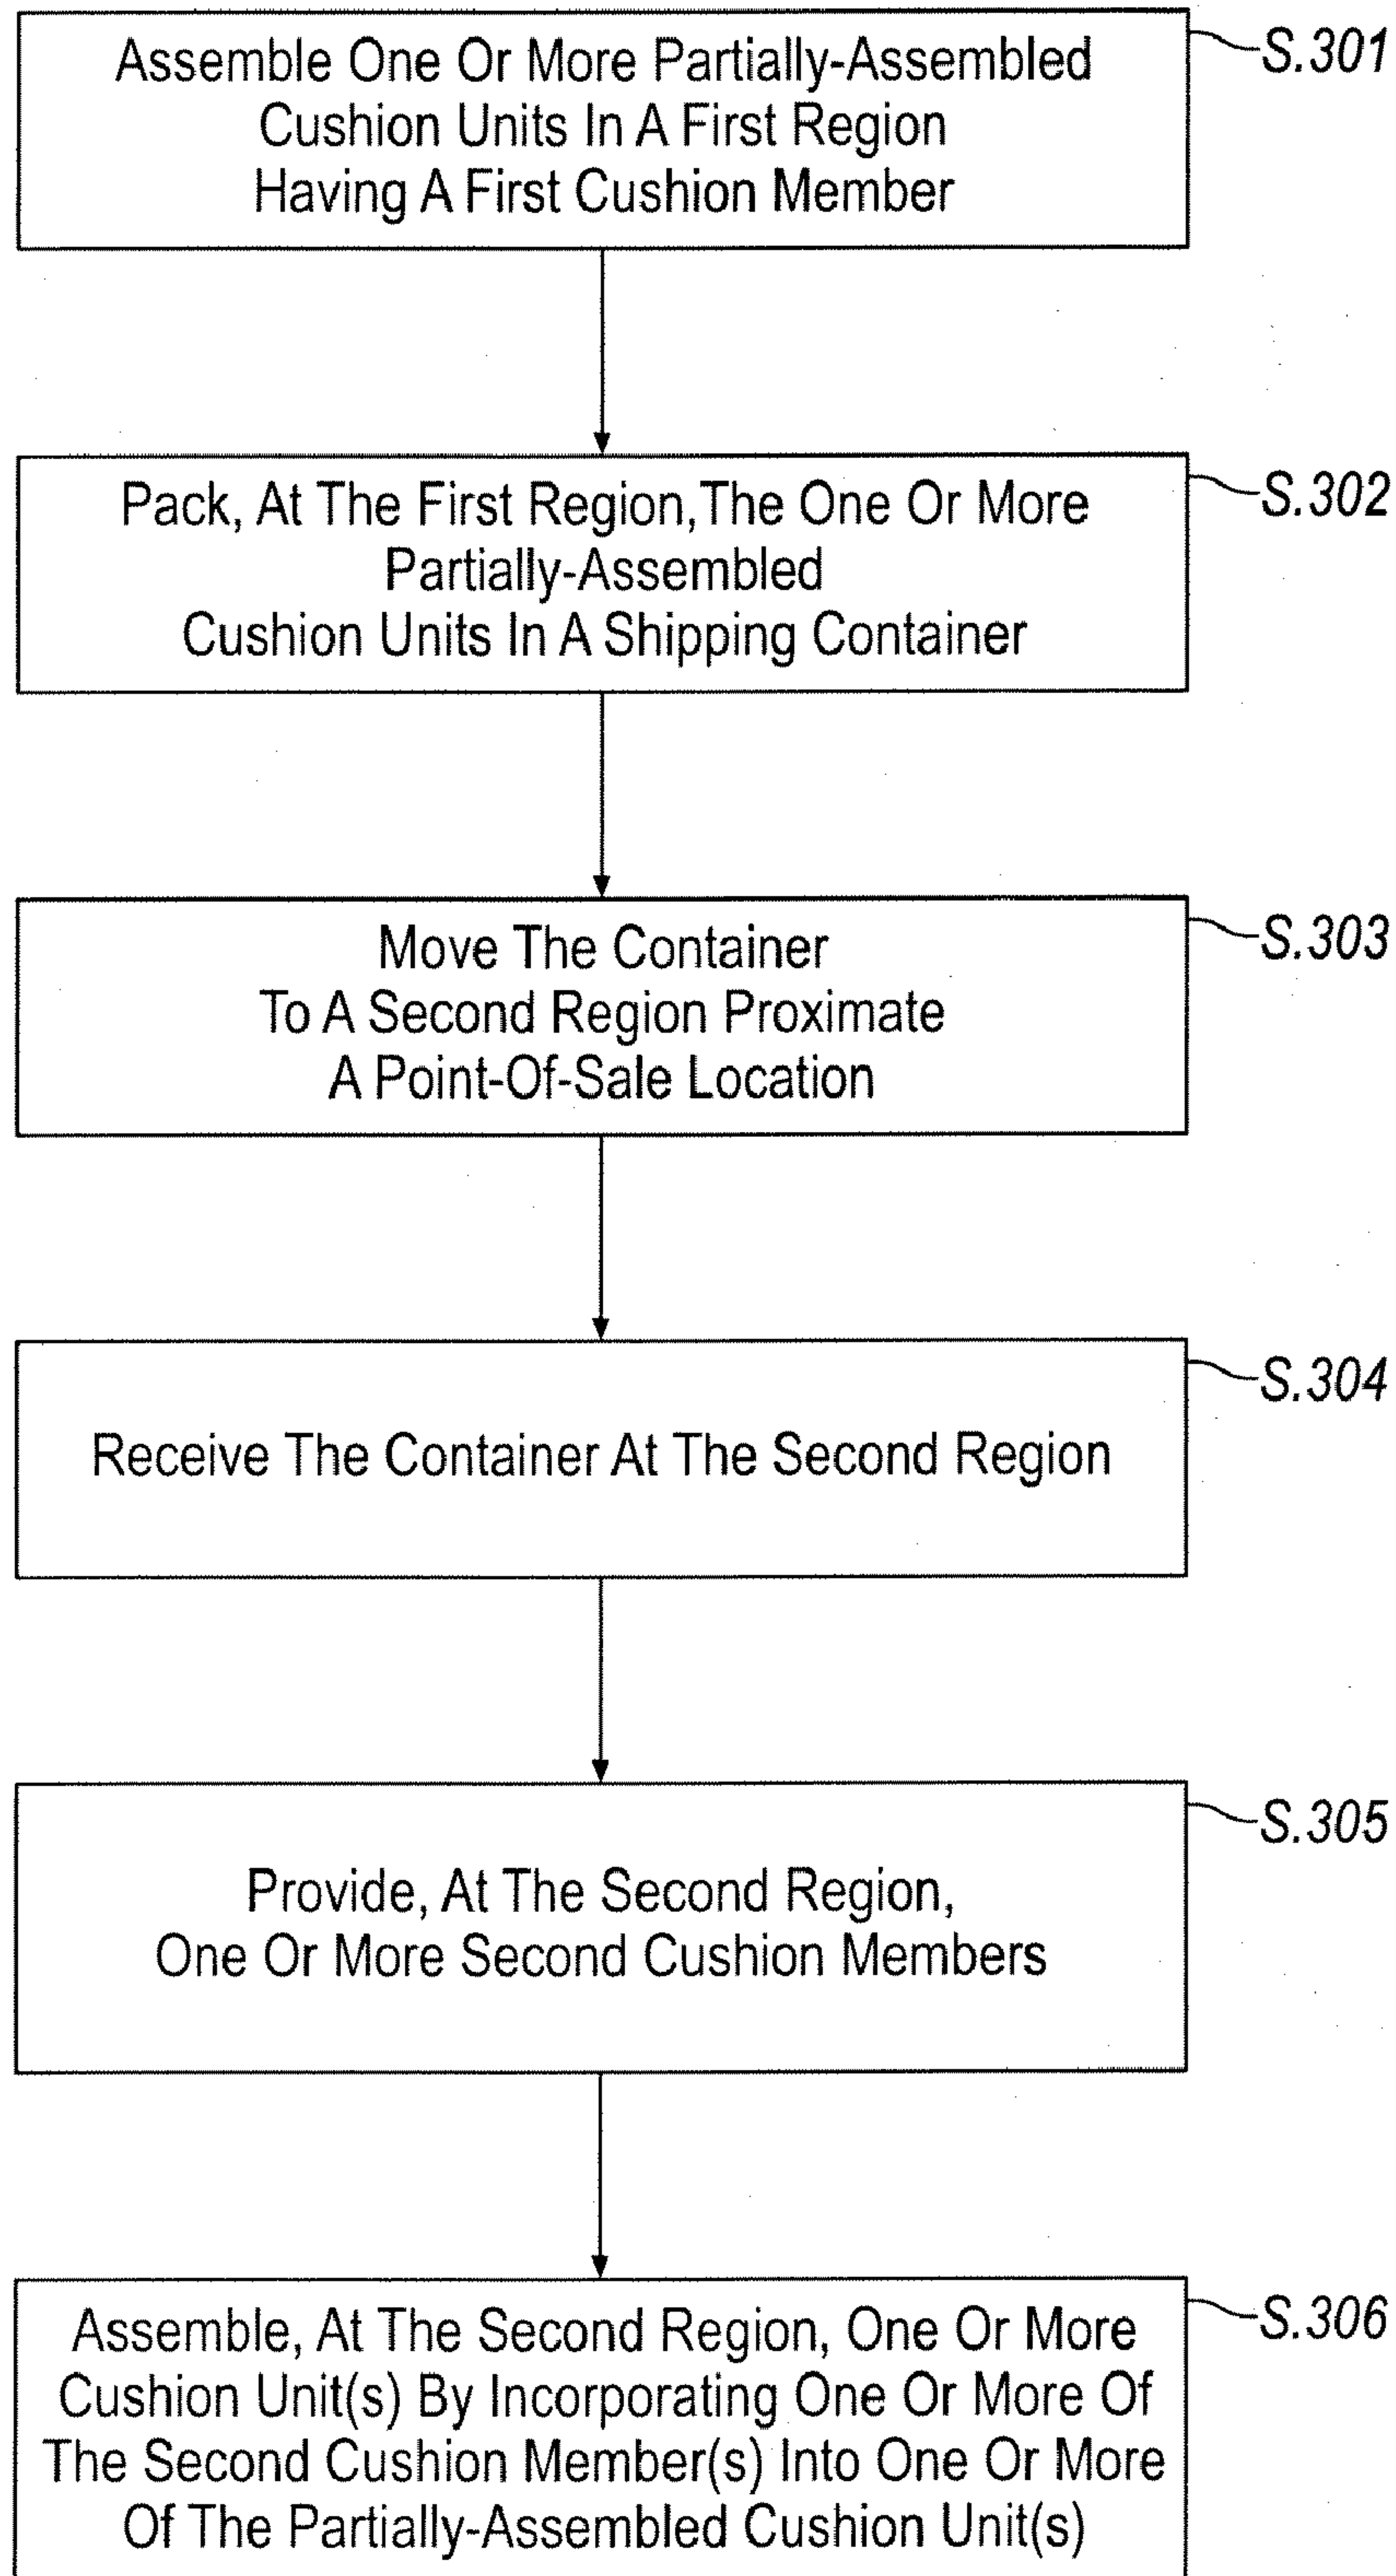 Assemble One Or More Partially-Assembled
Cushion Units In A First Region
Having A First Cushion Member
S.301
Pack, At The First Region, The One Or More
Partially-Assembled
Cushion Units In A Shipping Container
S.302
Move The Container
To A Second Region Proximate
A Point-Of-Sale Location
S.303
Receive The Container At The Second Region
S.304
Provide, At The Second Region,
One Or More Second Cushion Members
S.305
Assemble, At The Second Region, One Or More
Cushion Unit(s) By Incorporating One Or More Of
The Second Cushion Member(s) Into One Or More
Of The Partially-Assembled Cushion Unit(s)
S.306